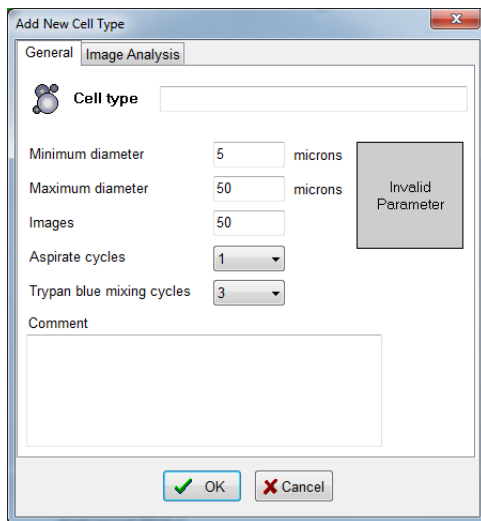 Add New Cell Type
x
General Image Analysis
Cell type
Minimum diameter 5 microns
Maximum diameter 50 microns
Invalid
Parameter
Images 50
Aspirate cycles 1
Trypan blue mixing cycles 3
Comment
OK Cancel